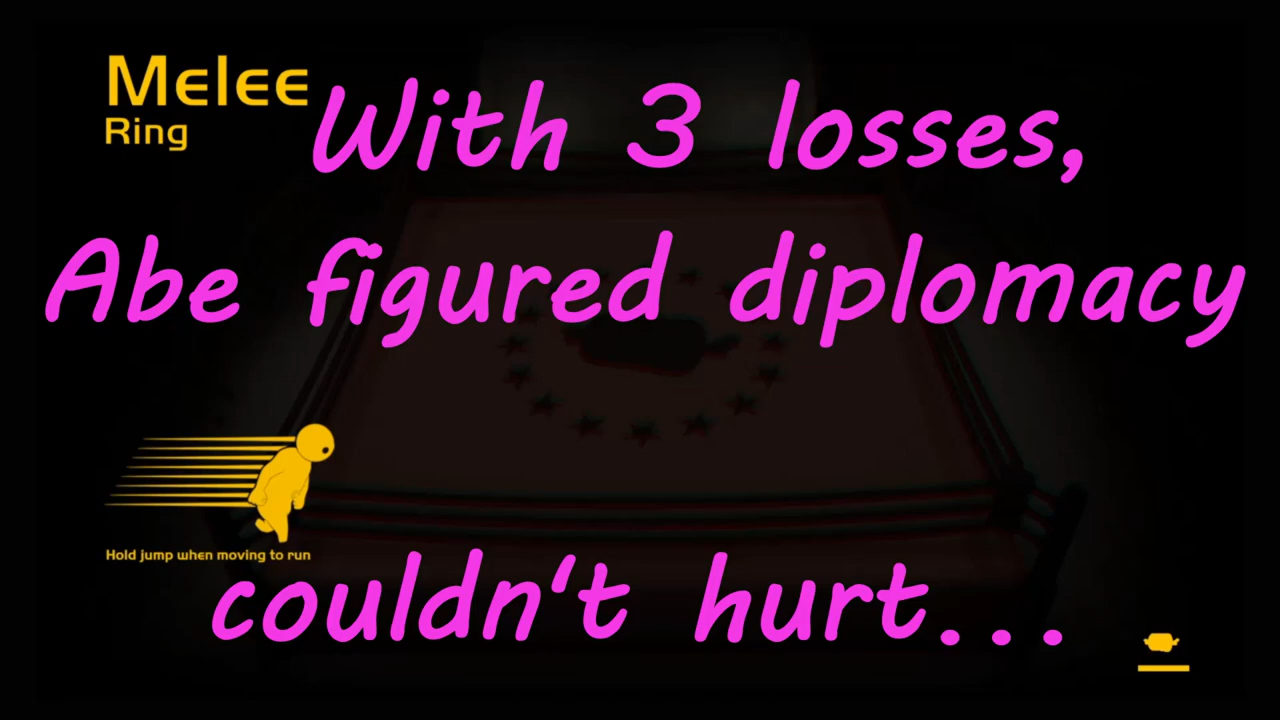 Melee
Ring
With 3 losses,
Abe figured diplomacy
Hold jump when moving to run
couldn't hurt...